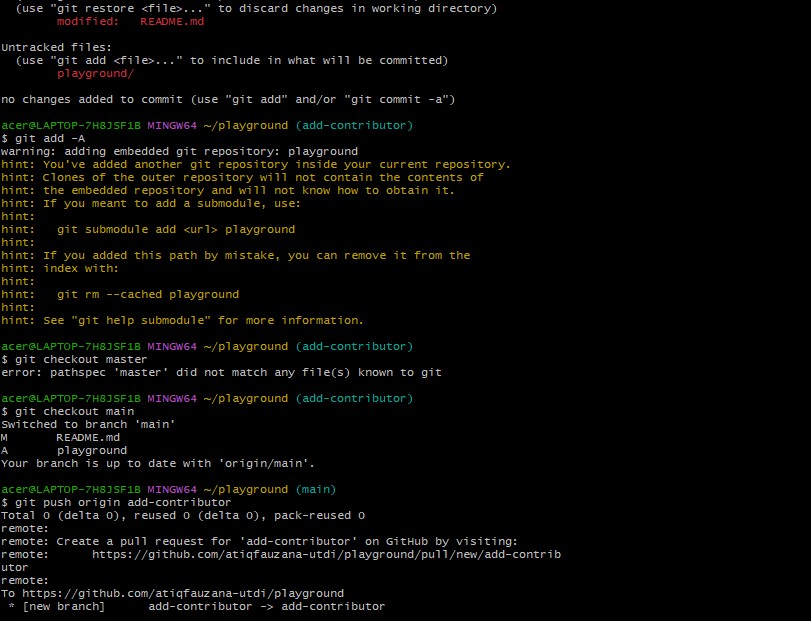 (use "git restore <file>..." to discard changes in working directory)
modified:   README.md
Untracked files:
(use "git add <file>..." to include in what will be committed)
playground/
no changes added to commit (use "git add" and/or "git commit -a")
acer@LAPTOP-7H8JSF1B MINGW64 ~/playground (add-contributor)
$ git add -A
warning: adding embedded git repository: playground
hint: You've added another git repository inside your current repository.
hint: Clones of the outer repository will not contain the contents of
hint: the embedded repository and will not know how to obtain it.
hint: If you meant to add a submodule, use:
hint:
hint:   git submodule add <url> playground
hint:
hint: If you added this path by mistake, you can remove it from the
hint: index with:
hint:
hint:   git rm --cached playground
hint:
hint: See "git help submodule" for more information.
acer@LAPTOP-7H8JSF1B MINGW64 ~/playground (add-contributor)
$ git checkout master
error: pathspec 'master' did not match any file(s) known to git
acer@LAPTOP-7H8JSF1B MINGW64 ~/playground (add-contributor)
$ git checkout main
Switched to branch 'main'
M       README.md
A       playground
Your branch is up to date with 'origin/main'.
acer@LAPTOP-7H8JSF1B MINGW64 ~/playground (main)
$ git push origin add-contributor
Total 0 (delta 0), reused 0 (delta 0), pack-reused 0
remote:
remote: Create a pull request for 'add-contributor' on GitHub by visiting:
remote:      https://github.com/atiqfauzana-utdi/playground/pull/new/add-contrib
utor
remote:
To https://github.com/atiqfauzana-utdi/playground
* [new branch]      add-contributor -> add-contributor